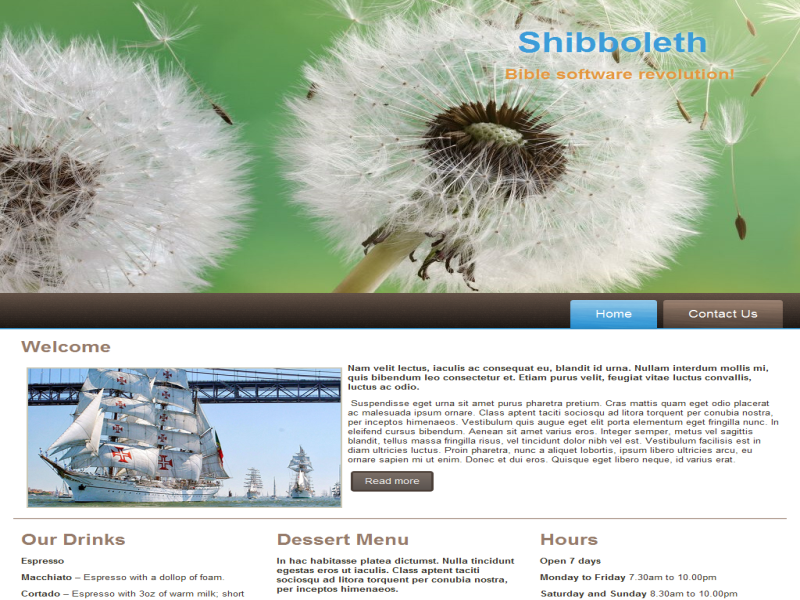 Shibboleth
Bible software revolution!
Home
Contact Us
Welcome
Nam velit lectus, iaculis ac consequat eu, blandit id urna. Nullam interdum mollis mi,
quis bibendum leo consectetur et. Etiam purus velit, feugiat vitae luctus convallis,
luctus ac odio.
Suspendisse eget urna sit amet purus pharetra pretium. Cras mattis quam eget odio placerat
ac malesuada ipsum ornare. Class aptent taciti sociosqu ad litora torquent per conubia nostra,
per inceptos himenaeos. Vestibulum quis augue eget elit porta elementum eget fringilla nunc. In
eleifend cursus bibendum. Aenean sit amet varius eros. Integer semper, metus vel sagittis
blandit, tellus massa fringilla risus, vel tincidunt dolor nibh vel est. Vestibulum facilisis est in
diam ultricies luctus. Proin pharetra, nunc a aliquet lobortis, ipsum libero ultricies arcu, eu
ornare sapien mi ut enim. Donec et dui eros. Quisque eget libero neque, id varius erat.
Read more
Our Drinks
Espresso
Macchiato – Espresso with a dollop of foam.
Cortado – Espresso with 3oz of warm milk; short
Dessert Menu
In hac habitasse platea dictumst. Nulla tincidunt
egestas eros ut iaculis. Class aptent taciti
sociosqu ad litora torquent per conubia nostra,
per inceptos himenaeos.
Hours
Open 7 days
Monday to Friday 7.30am to 10.00pm
Saturday and Sunday 8.30am to 10.00pm